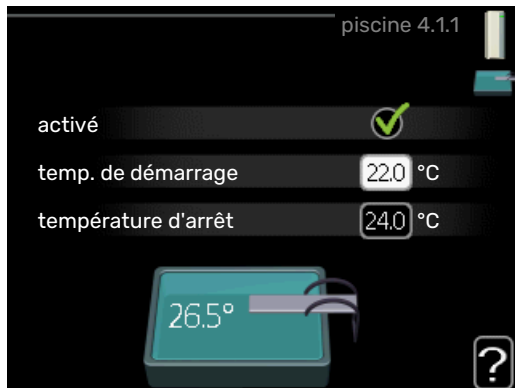 piscine 4.1.1
activé
temp. de démarrage 22.0 °C
température d'arrêt 24.0 °C
26.5°
?